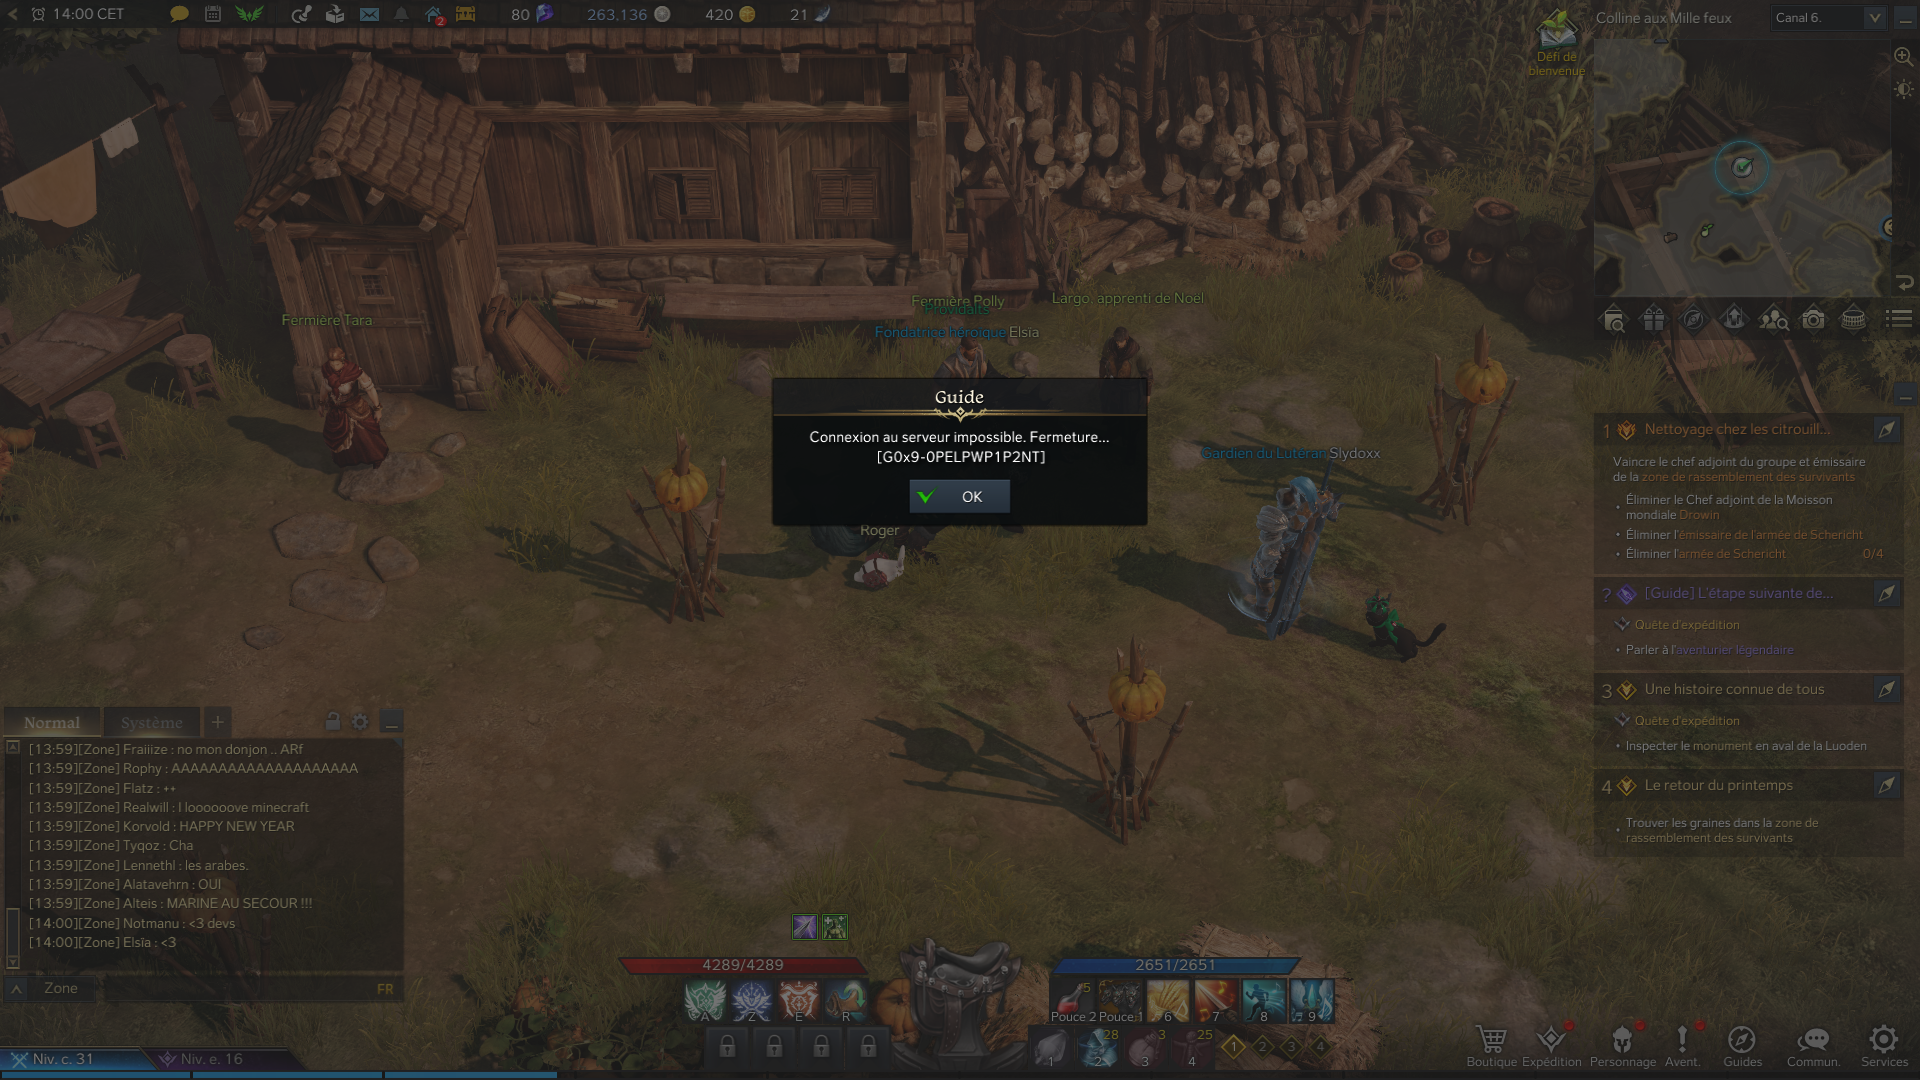 14:00 CET
80
263.136
420
21
2
Défi de
bienvenue
Colline aux Mille feux
Canal 6.
Fermière Tara
Fermière Polly
Providaits
Fondatrice héroïque Elsïa
Largo, apprenti de Noël
Guide
Connexion au serveur impossible. Fermeture...
[G0x9-0PELPWP1P2NT]
OK
Roger
Gardien du Luterran Slydoxx
1 Nettoyage chez les citrouill...
Vaincre le chef adjoint du groupe et émissaire
de la zone de rassemblement des survivants
• Éliminer le Chef adjoint de la Moisson
mondiale Drowin
• Éliminer l'émissaire de l'armée de Schericht
• Éliminer l'armée de Schericht 0/4
? [Guide] L'étape suivante de...
Quête d'expédition
• Parler à l'aventurier légendaire
3 Une histoire connue de tous
Quête d'expédition
• Inspecter le monument en aval de la Luoden
4 Le retour du printemps
• Trouver les graines dans la zone de
rassemblement des survivants
Normal
Système
+
[13:59][Zone] Fraiiize : no mon donjon .. ARf
[13:59][Zone] Rophy : AAAAAAAAAAAAAAAAAAAA
[13:59][Zone] Flatz : ++
[13:59][Zone] Realwill : I loooooove minecraft
[13:59][Zone] Korvold : HAPPY NEW YEAR
[13:59][Zone] Tyqoz : Cha
[13:59][Zone] Lennethl : les arabes.
[13:59][Zone] Alatavehrn : OUI
[13:59][Zone] Alteis : MARINE AU SECOUR !!!
[14:00][Zone] Notmanu : <3 devs
[14:00][Zone] Elsïa : <3
Zone
FR
4289/4289
2651/2651
A
Z
E
R
5
Pouce 2
Pouce 1
6
7
8
9
1
28
2
3
3
25
4
1
2
3
4
Niv. c. 31
Niv. e. 16
Boutique
Expédition
Personnage
Avent.
Guides
Commun.
Services